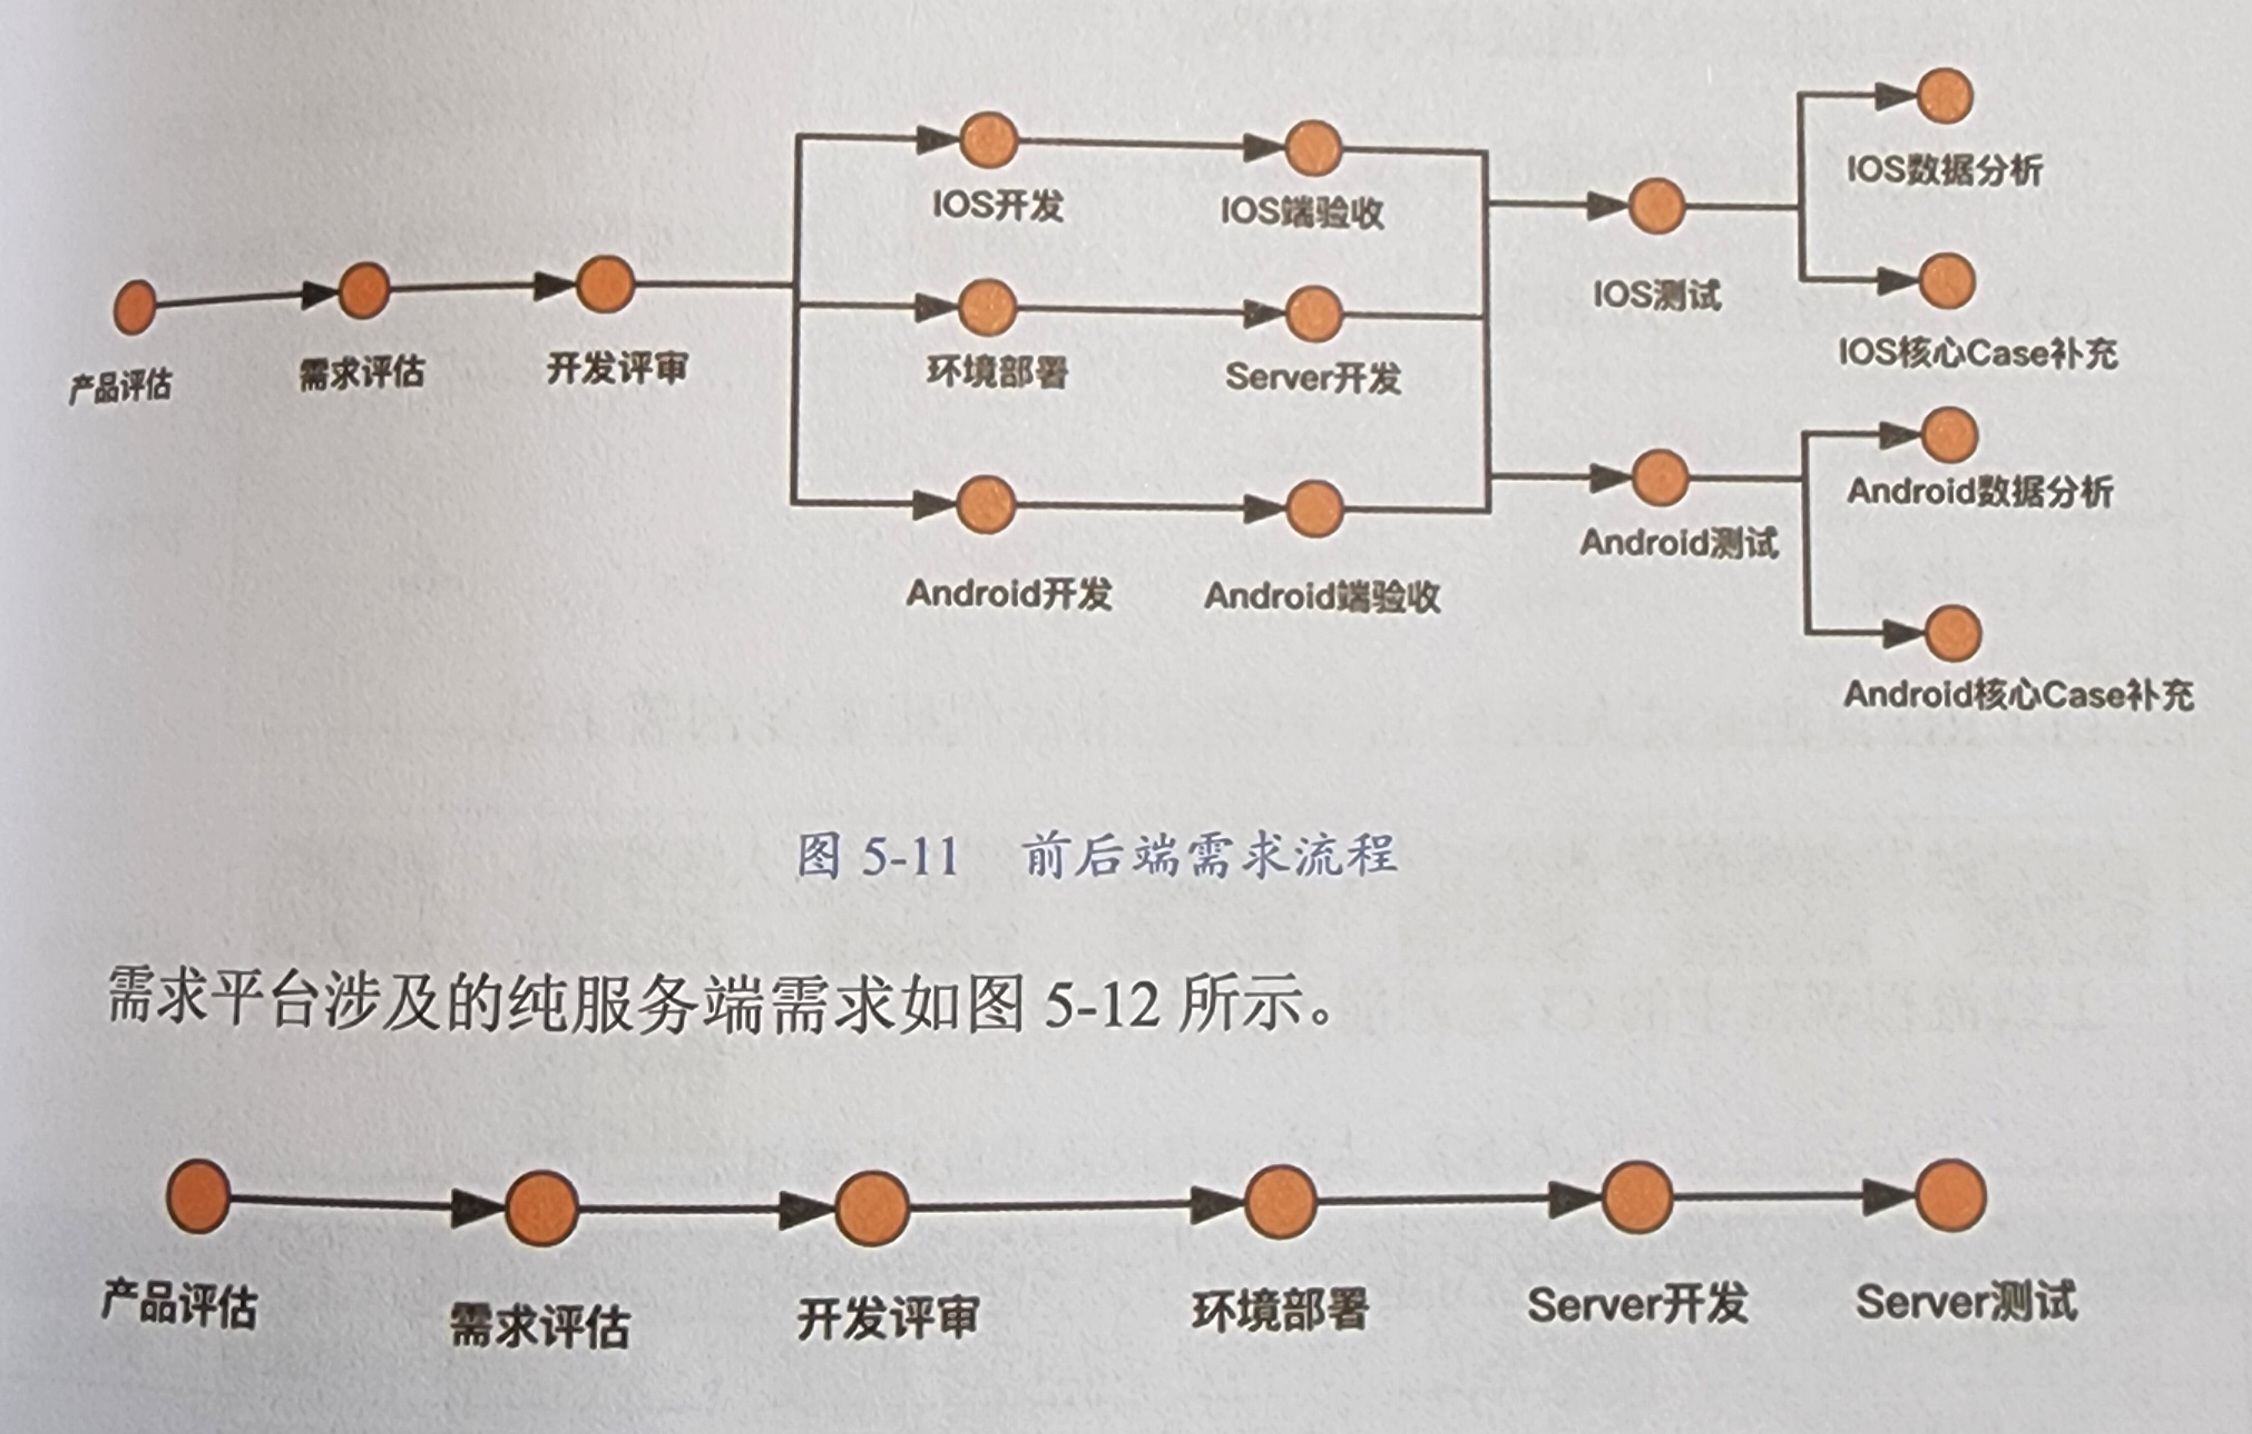 IOS数据分析
IOS开发
IOS端验收
IOS测试
产品评估
需求评估
开发评审
环境部署
Server开发
IOS核心Case补充
Android数据分析
Android测试
Android开发
Android端验收
Android核心Case补充
图 5-11 前后端需求流程
需求平台涉及的纯服务端需求如图 5-12 所示。
产品评估
需求评估
开发评审
环境部署
Server开发
Server测试